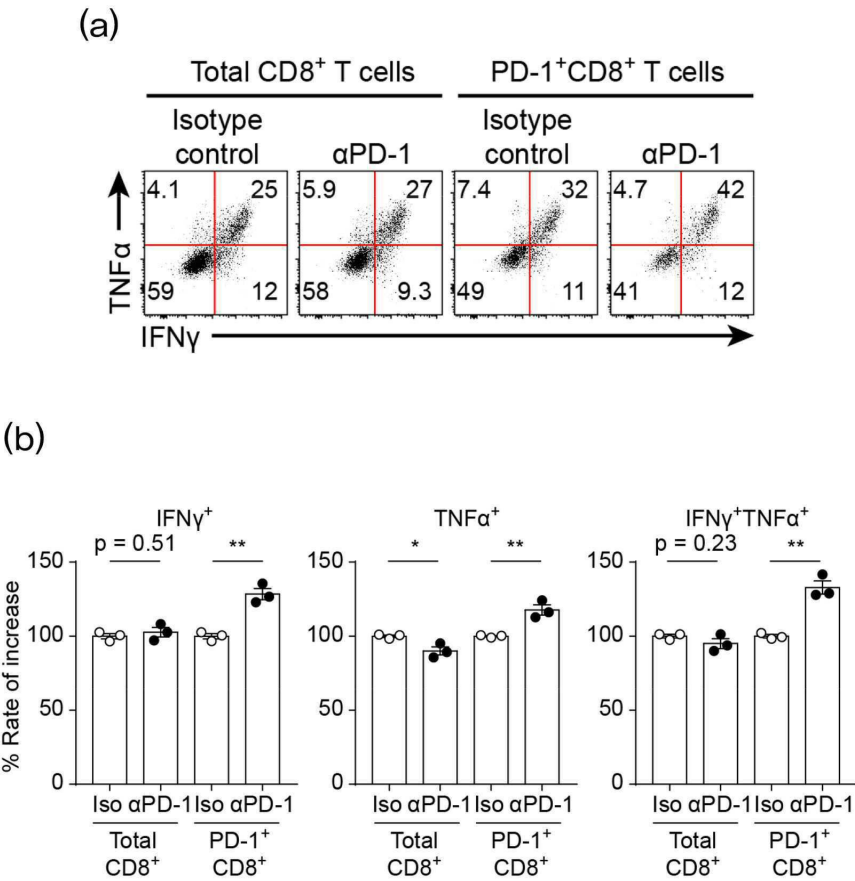 (a)
Total CD8⁺ T cells PD-1⁺CD8⁺ T cells
Isotype control αPD-1 Isotype control αPD-1
4.1 25 5.9 27 7.4 32 4.7 42
TNFα
59 12 58 9.3 49 11 41 12
IFNγ
(b)
IFNγ⁺ TNFα⁺ IFNγ⁺TNFα⁺
p = 0.51 ** * ** p = 0.23 **
% Rate of increase
150 150 150
100 100 100
50 50 50
0 0 0
Iso αPD-1 Iso αPD-1 Iso αPD-1 Iso αPD-1 Iso αPD-1 Iso αPD-1
Total PD-1⁺ Total PD-1⁺ Total PD-1⁺
CD8⁺ CD8⁺ CD8⁺ CD8⁺ CD8⁺ CD8⁺